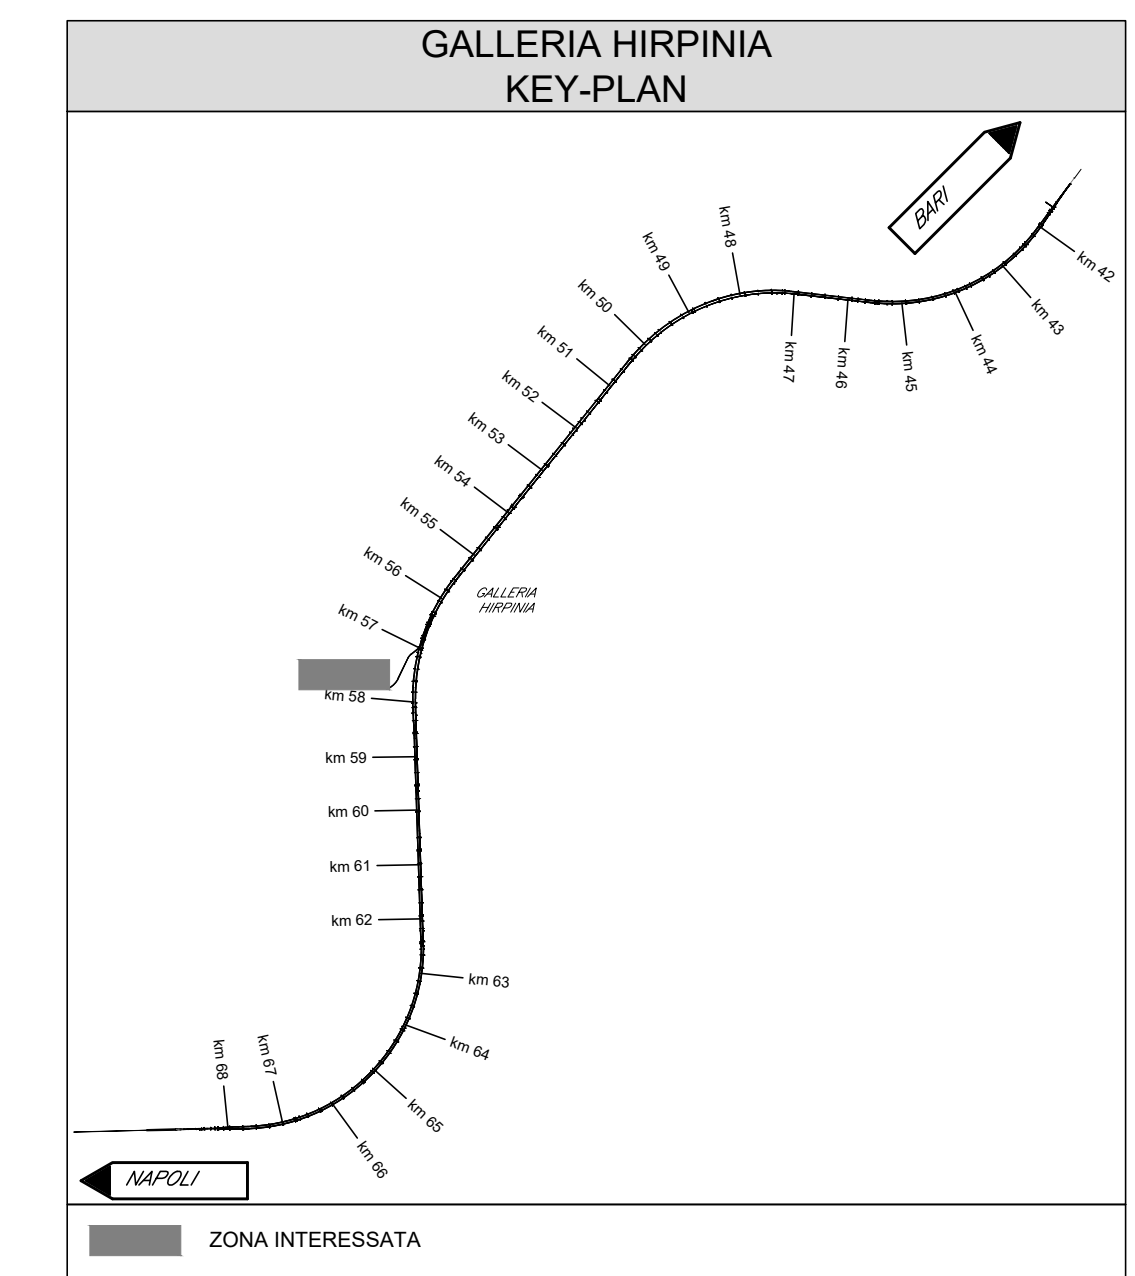 GALLERIA HIRPINIA
KEY-PLAN
BARI
km 42
km 43
km 44
km 45
km 46
km 47
km 48
km 49
km 50
km 51
km 52
km 53
km 54
km 55
km 56
GALLERIA
HIRPINIA
km 57
km 58
km 59
km 60
km 61
km 62
km 63
km 64
km 65
km 66
km 67
km 68
NAPOLI
ZONA INTERESSATA